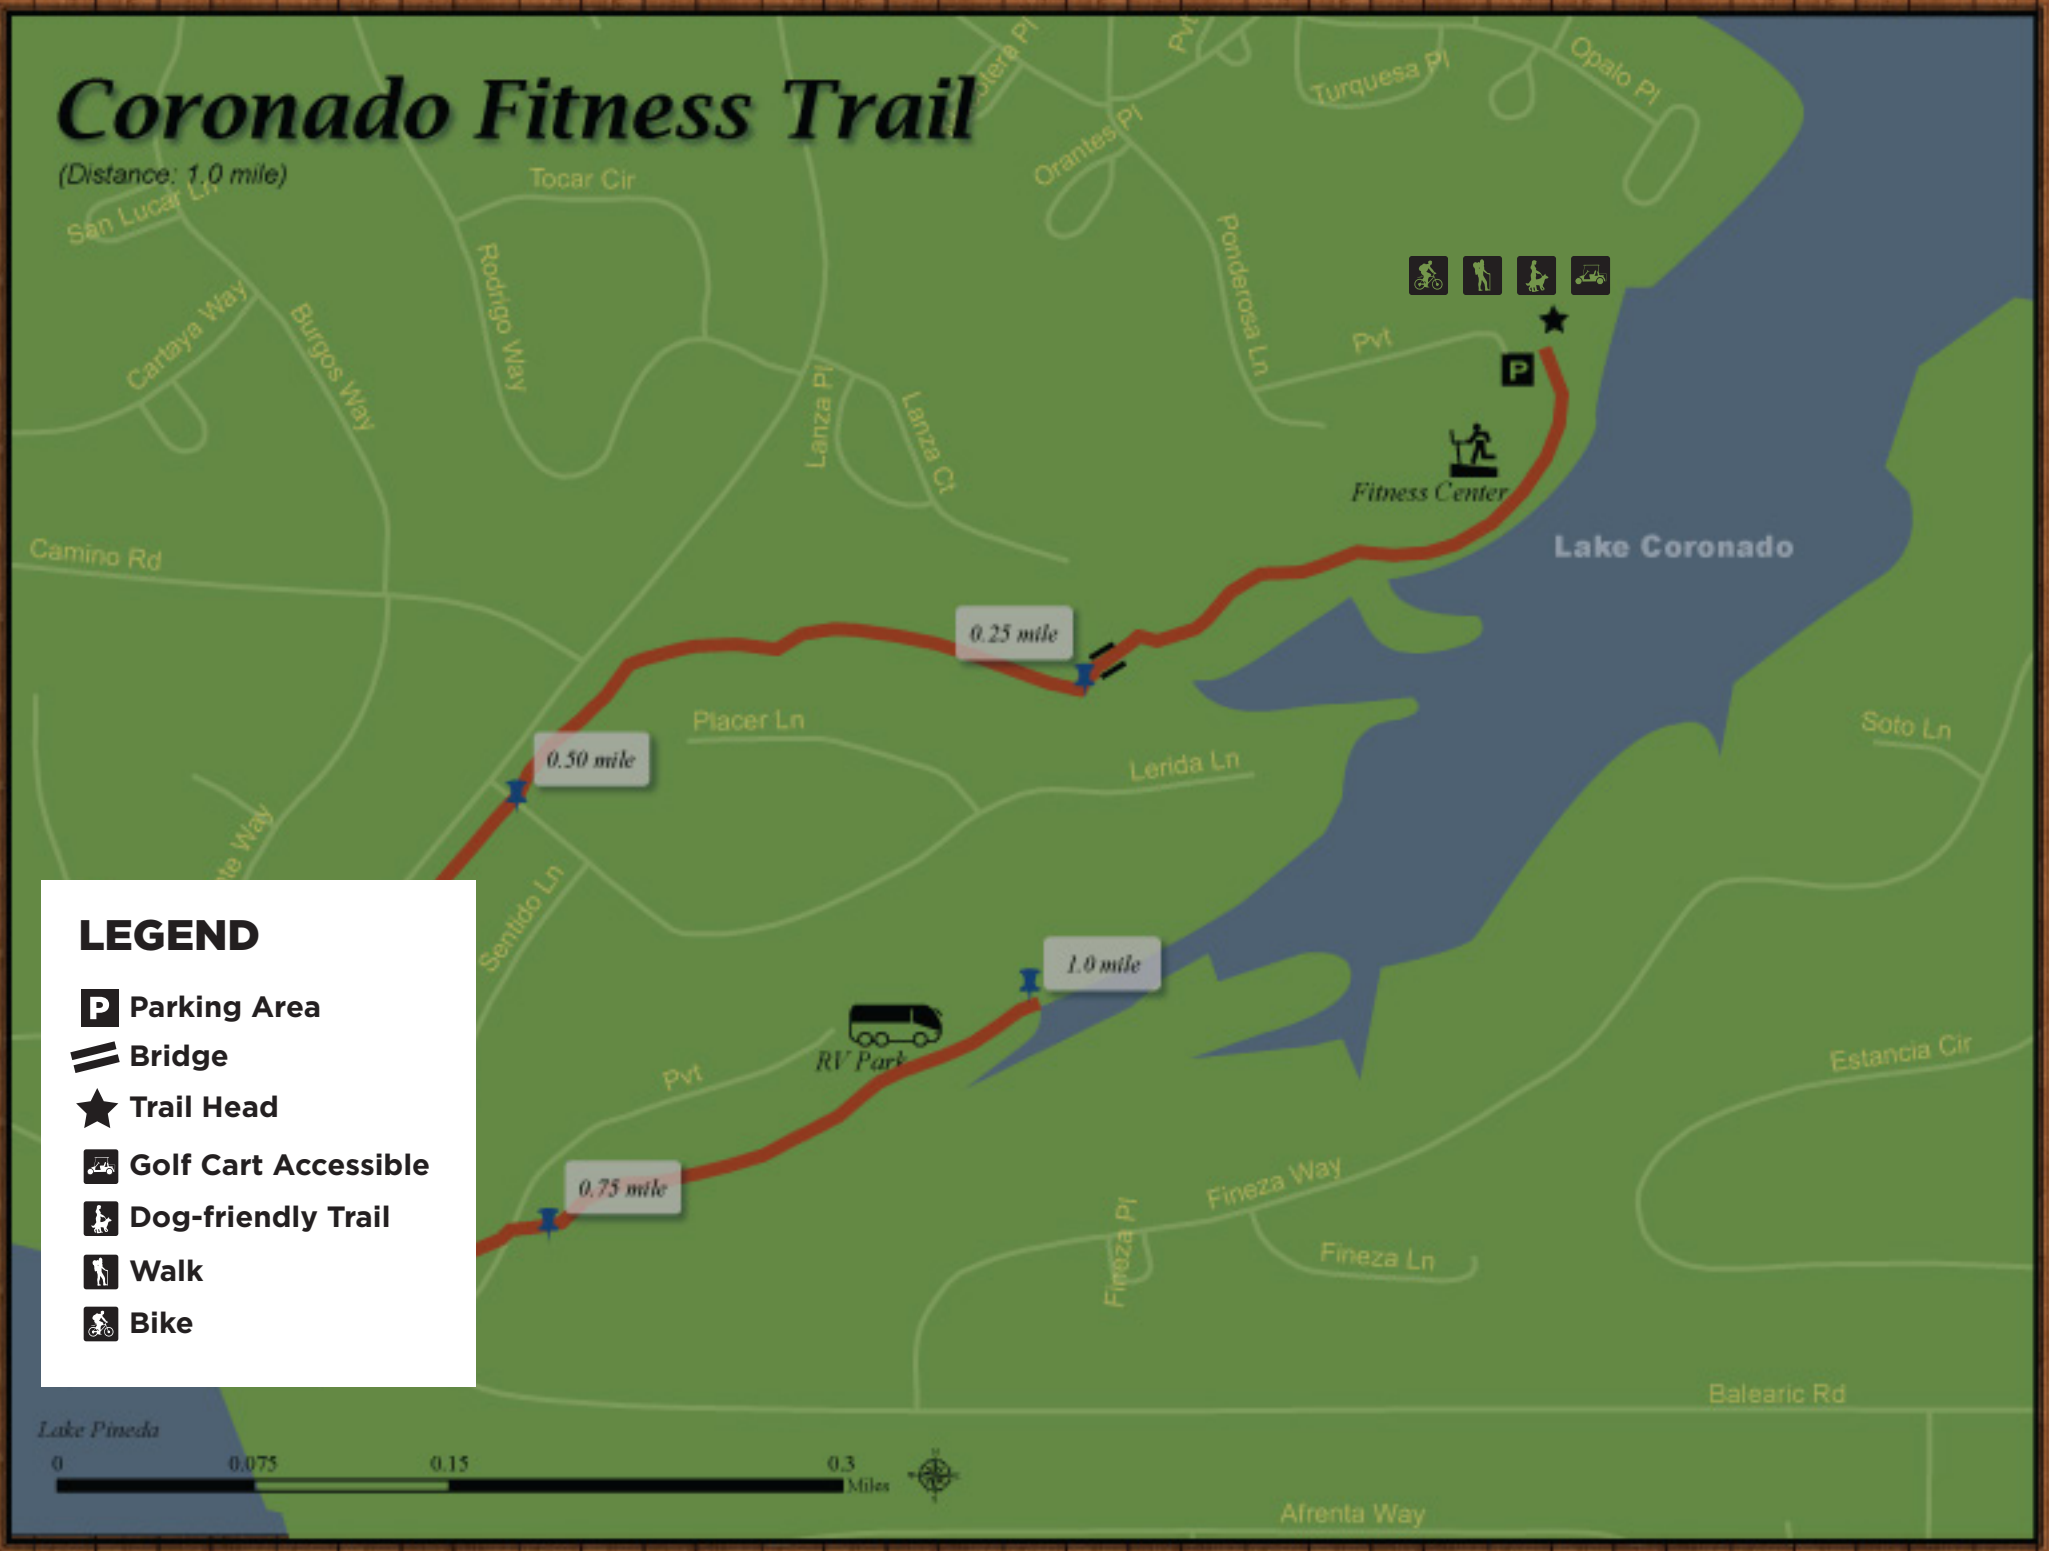 Coronado Fitness Trail
(Distance: 1.0 mile)
San Lucar Ln
Tocar Cir
Orantes Pl
Pvt
Turquesa Pl
Opalo Pl
Cartaya Way
Burgos Way
Rodrigo Way
Lanza Pl
Lanza Ct
Ponderosa Ln
Pvt
P
Fitness Center
Camino Rd
Lake Coronado
0.25 mile
Placer Ln
0.50 mile
Lerida Ln
Soto Ln
Way
Sentido Ln
1.0 mile
RV Park
Pvt
0.75 mile
Estancia Cir
Fineza Way
Fineza Pl
Fineza Ln
Balearic Rd
Afrenta Way
LEGEND
P Parking Area
Bridge
Trail Head
Golf Cart Accessible
Dog-friendly Trail
Walk
Bike
Lake Pineda
0 0.075 0.15 0.3
Miles